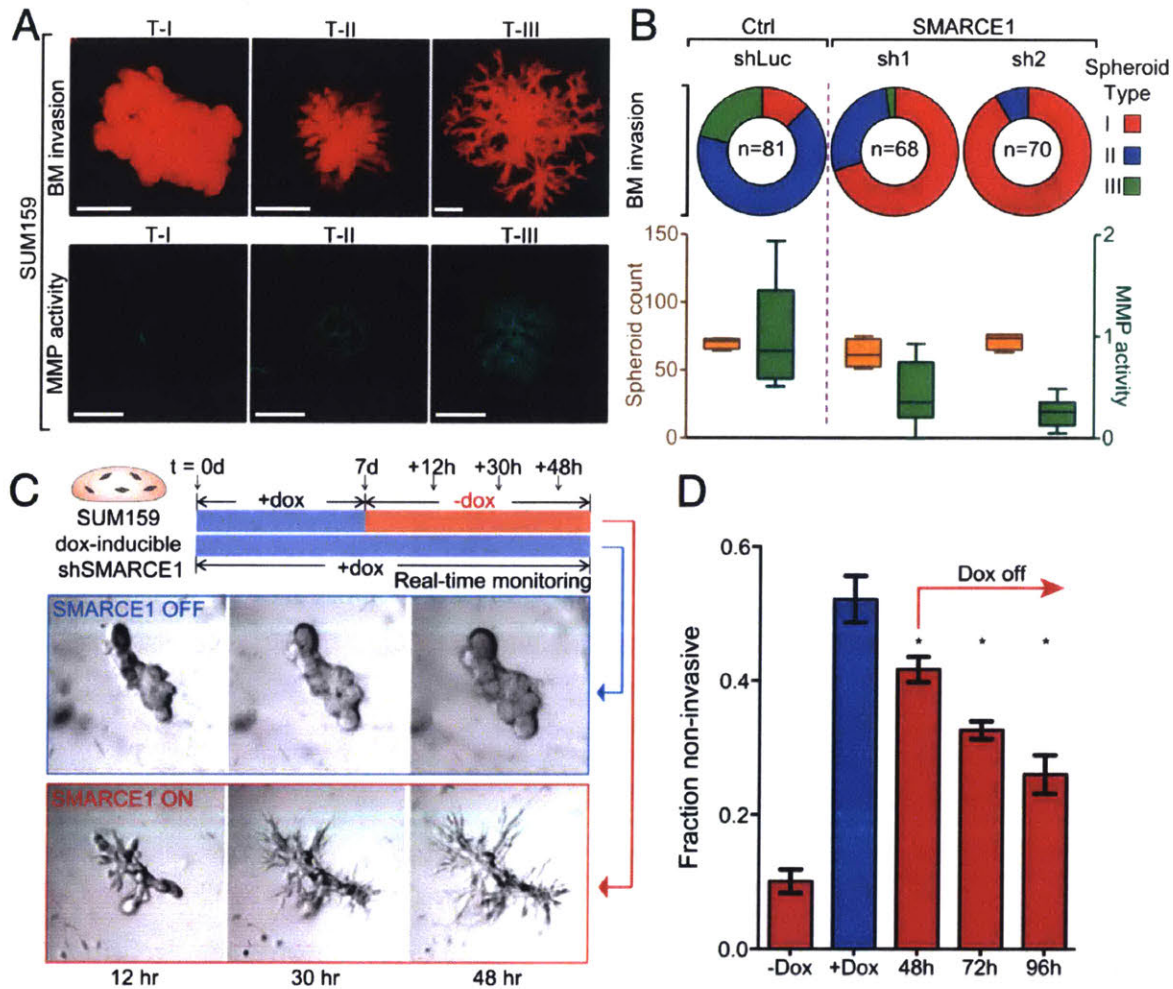 A
T-I T-II T-III
SUM159
BM invasion
T-I T-II T-III
MMP activity
B
Ctrl SMARCE1
shLuc sh1 sh2
Spheroid
Type
BM invasion
n=81 n=68 n=70
I
II
III
150 2
100
1
50
0 0
Spheroid count
MMP activity
C
t = 0d 7d +12h +30h +48h
+dox -dox
SUM159
dox-inducible
shSMARCE1
+dox
Real-time monitoring
SMARCE1 OFF
SMARCE1 ON
12 hr 30 hr 48 hr
D
0.6
Dox off
* * *
0.4
0.2
0.0
Fraction non-invasive
-Dox +Dox 48h 72h 96h